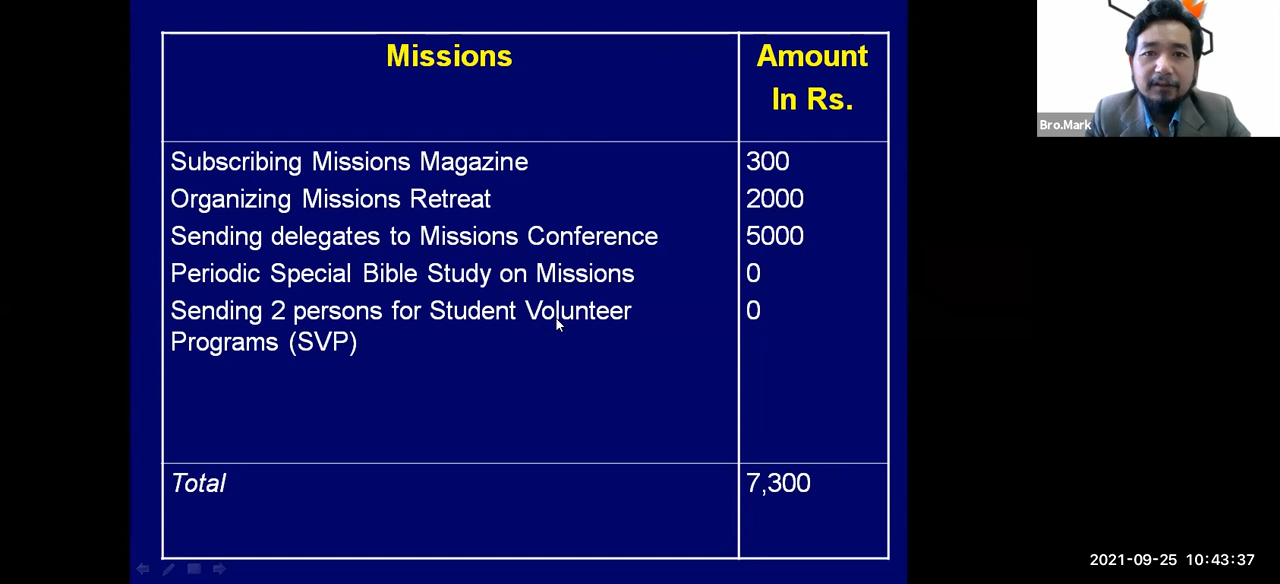 Missions
Amount
In Rs.
Subscribing Missions Magazine 300
Organizing Missions Retreat 2000
Sending delegates to Missions Conference 5000
Periodic Special Bible Study on Missions 0
Sending 2 persons for Student Volunteer 0
Programs (SVP)
Total 7,300
Bro.Mark
2021-09-25 10:43:37